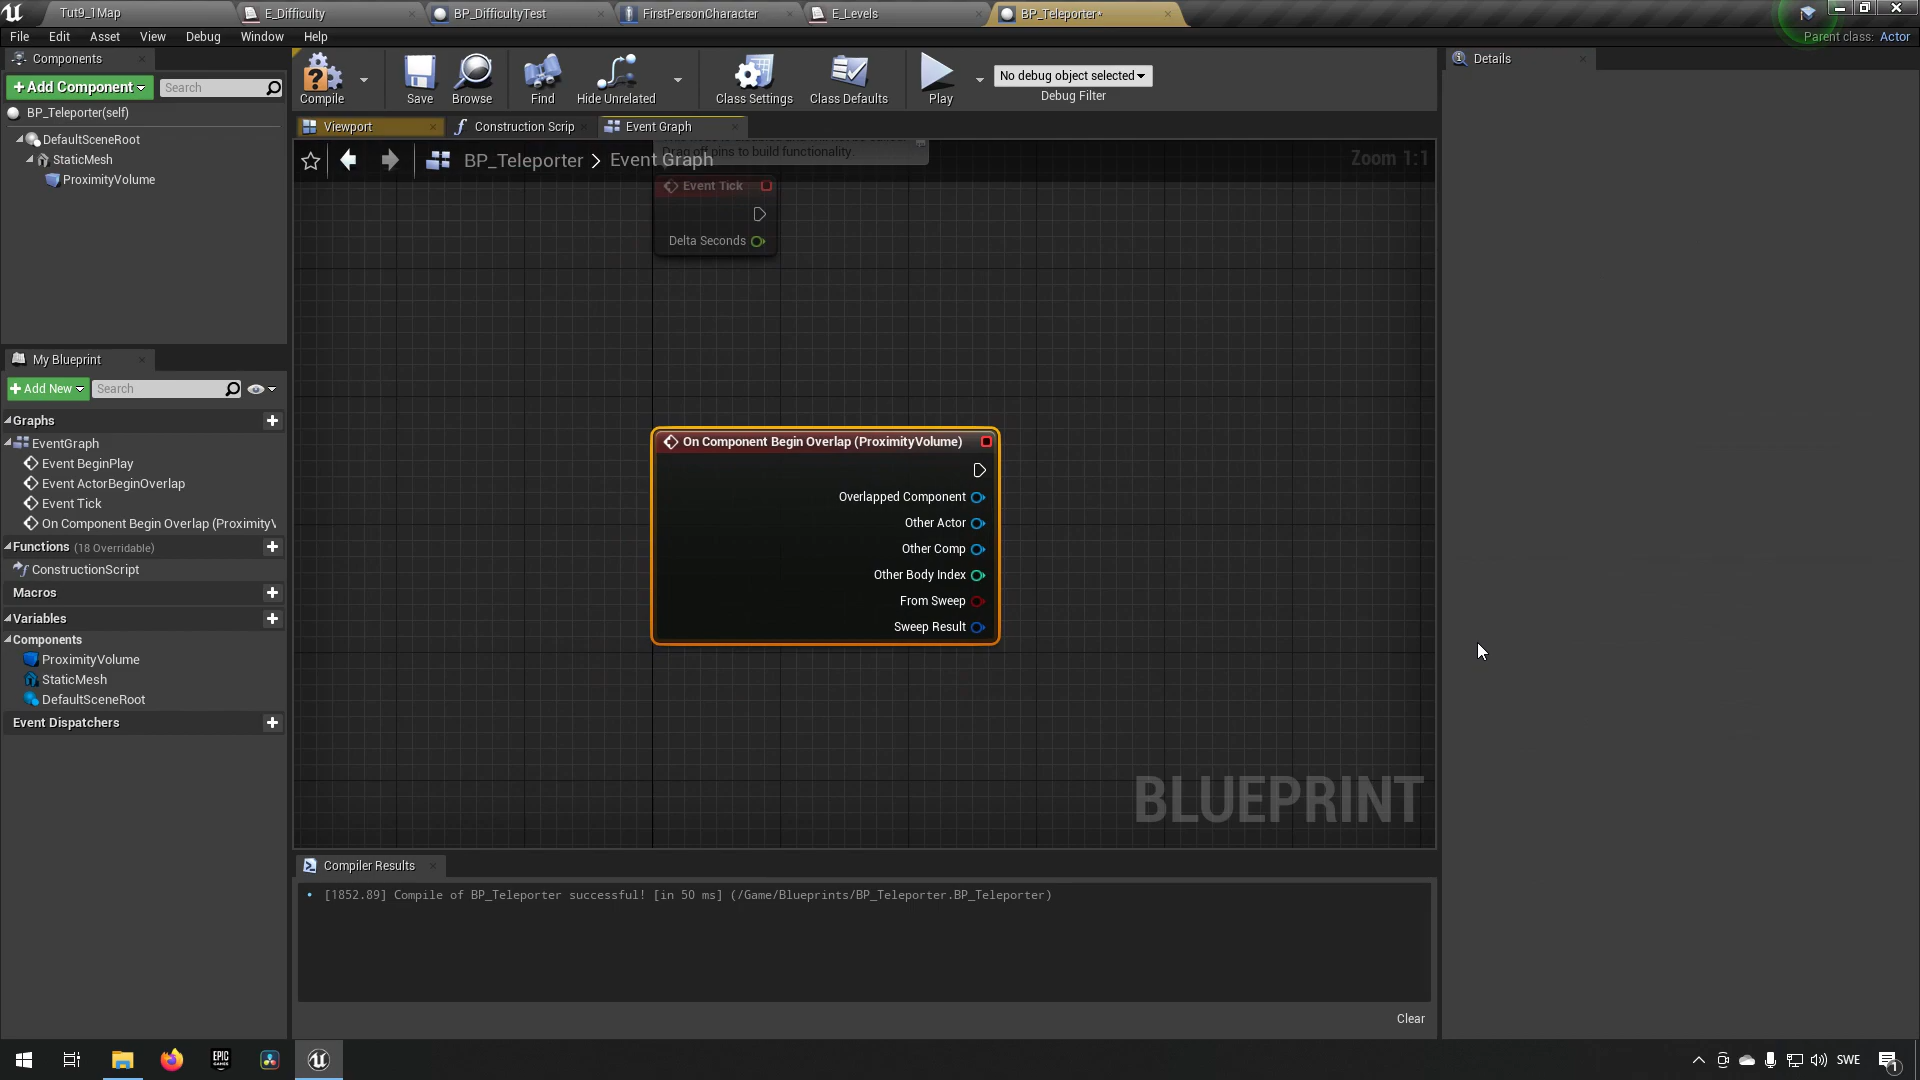 Tut9_1Map
E_Difficulty
BP_DifficultyTest
FirstPersonCharacter
E_Levels
BP_Teleporter*
File Edit Asset View Debug Window Help
Parent class: Actor
Components
+Add Component
Search
BP_Teleporter(self)
DefaultSceneRoot
StaticMesh
ProximityVolume
Compile
Save
Browse
Find
Hide Unrelated
Class Settings
Class Defaults
Play
No debug object selected
Debug Filter
Details
Viewport
Construction Scrip
Event Graph
BP_Teleporter > Event Graph
Drag off pins to build functionality.
Zoom 1:1
Event Tick
Delta Seconds
On Component Begin Overlap (ProximityVolume)
Overlapped Component
Other Actor
Other Comp
Other Body Index
From Sweep
Sweep Result
BLUEPRINT
My Blueprint
+Add New
Search
Graphs
EventGraph
Event BeginPlay
Event ActorBeginOverlap
Event Tick
On Component Begin Overlap (ProximityV
Functions (18 Overridable)
ConstructionScript
Macros
Variables
Components
ProximityVolume
StaticMesh
DefaultSceneRoot
Event Dispatchers
Compiler Results
• [1852.89] Compile of BP_Teleporter successful! [in 50 ms] (/Game/Blueprints/BP_Teleporter.BP_Teleporter)
Clear
EPIC
GAMES
SWE
1